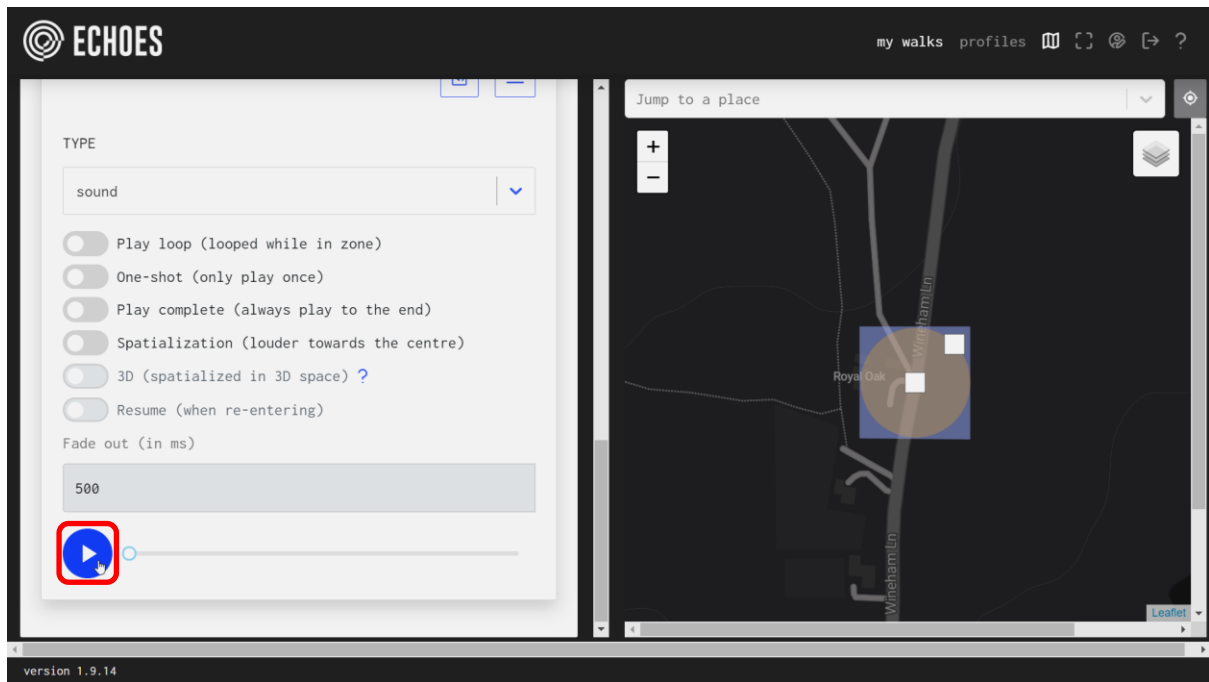 ECHOES
my walks profiles ?
Jump to a place
TYPE
+
sound
−
Play loop (looped while in zone)
One-shot (only play once)
Play complete (always play to the end)
Spatialization (louder towards the centre)
3D (spatialized in 3D space) ?
Resume (when re-entering)
Fade out (in ms)
500
Wineham Ln
Royal Oak
Wineham Ln
Leaflet
version 1.9.14